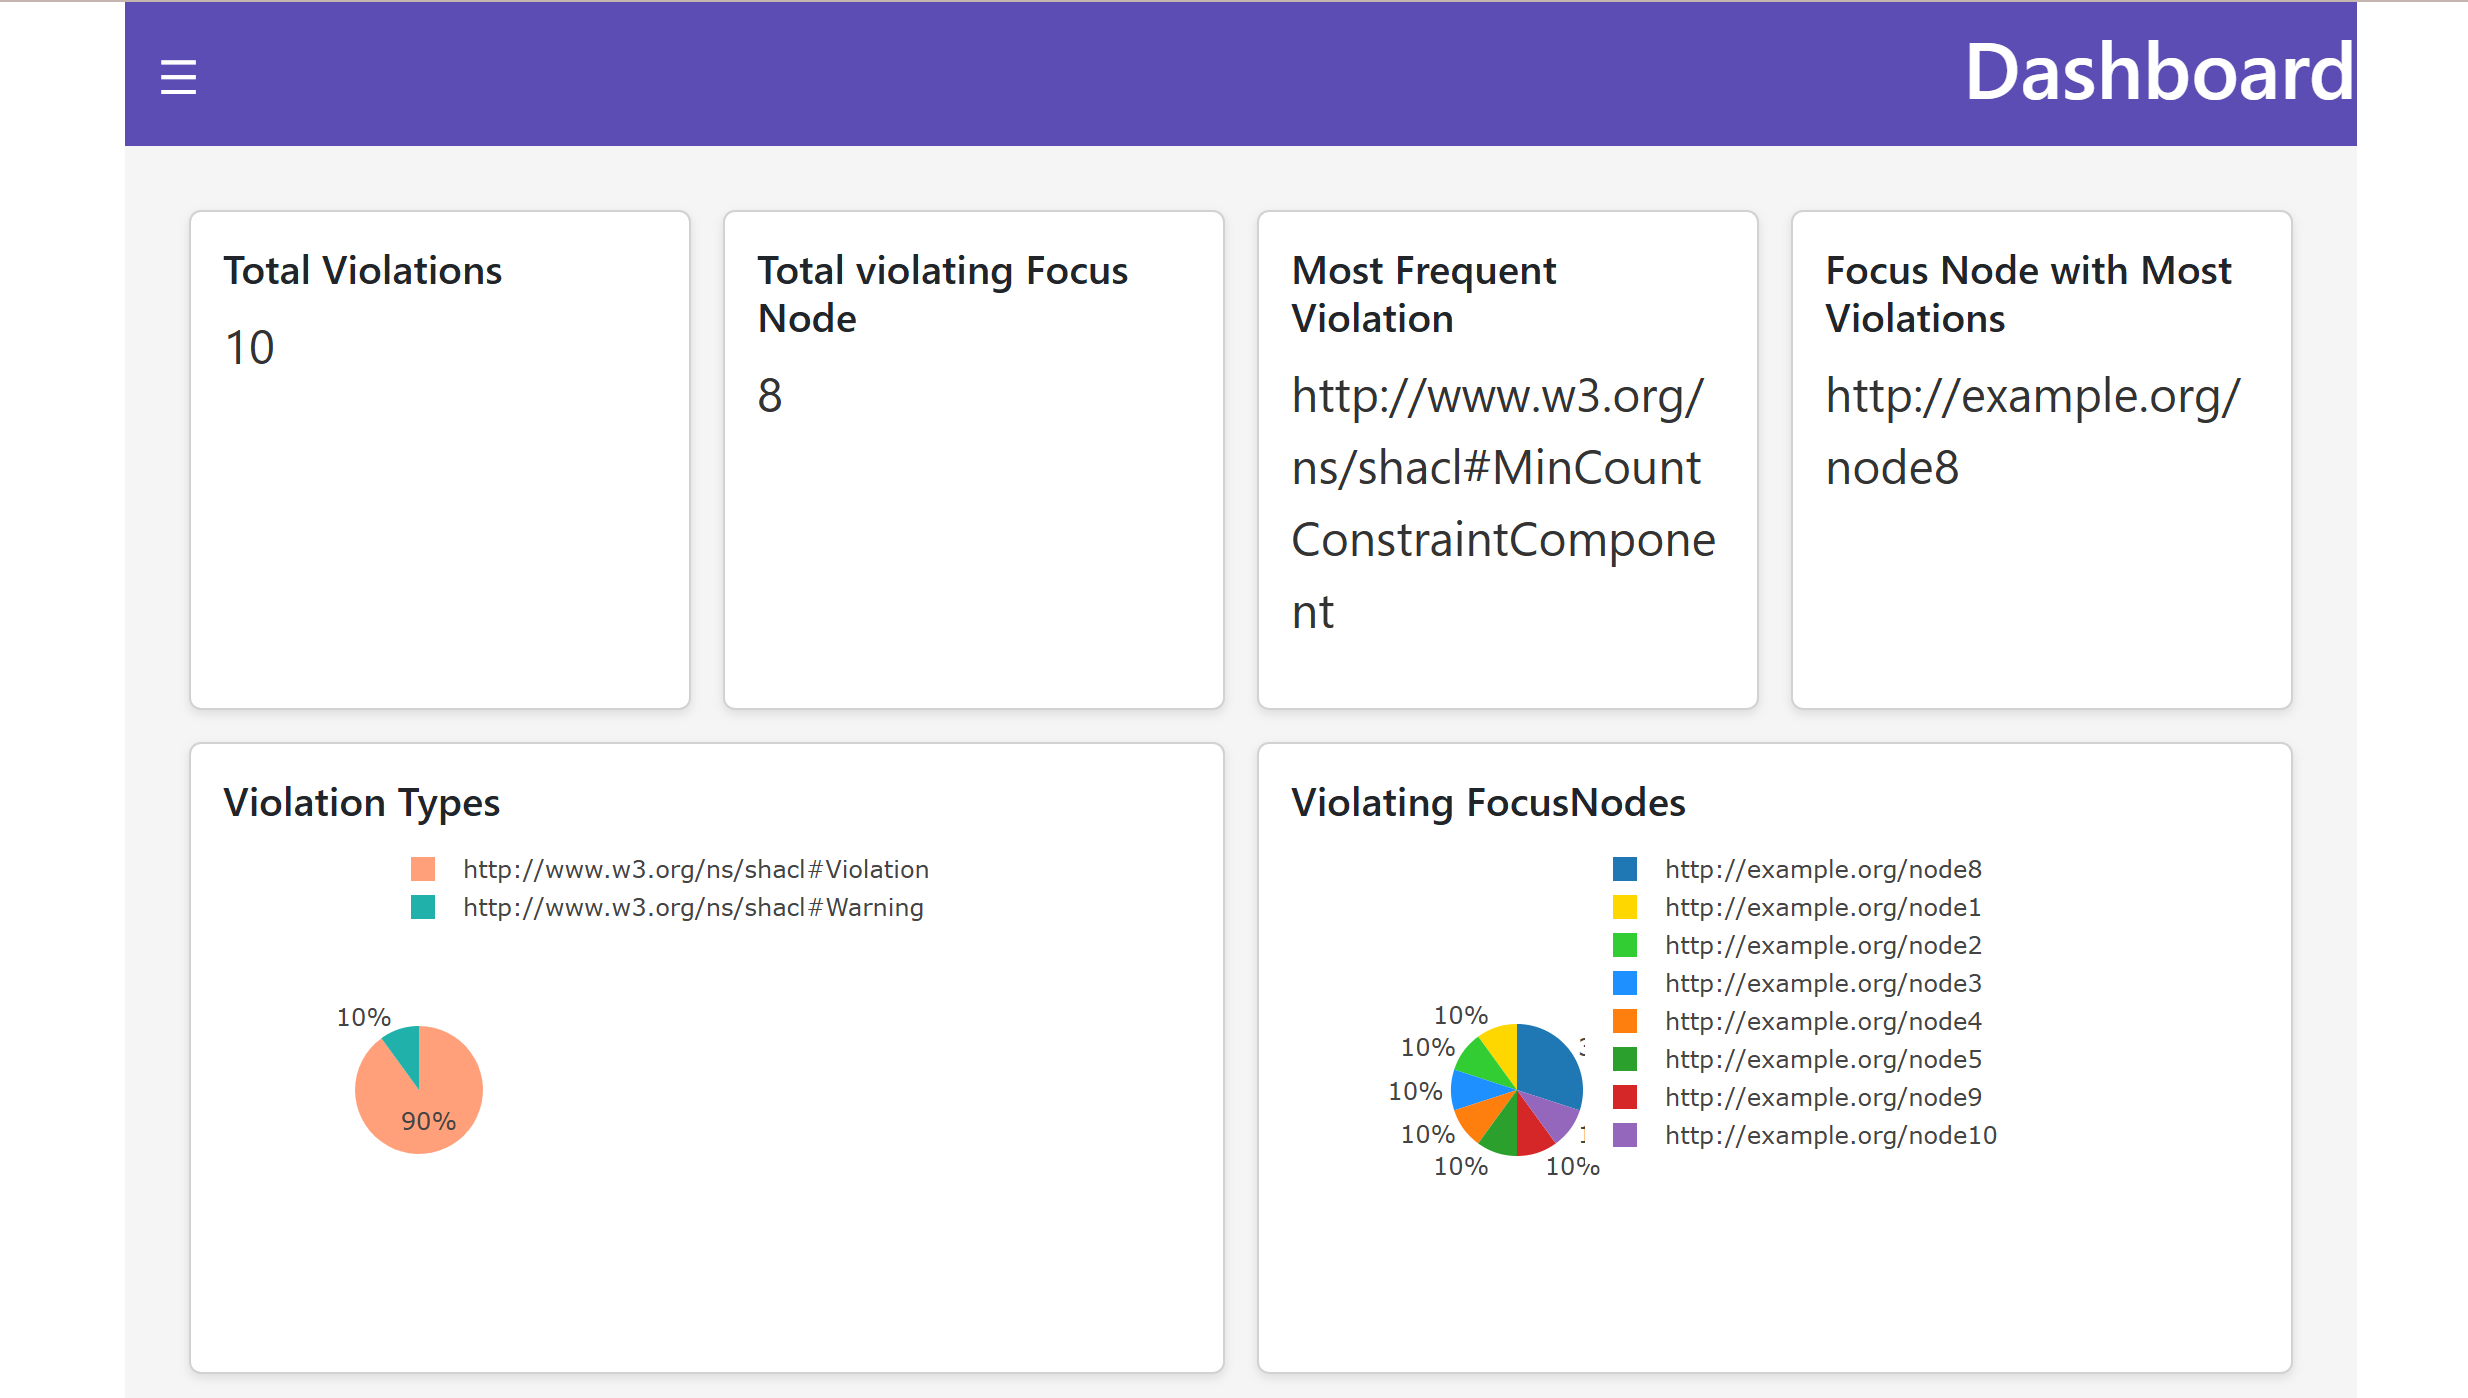 ☰
Dashboard
Total Violations
10
Total violating Focus
Node
8
Most Frequent
Violation
http://www.w3.org/
ns/shacl#MinCount
ConstraintCompone
nt
Focus Node with Most
Violations
http://example.org/
node8
Violation Types
http://www.w3.org/ns/shacl#Violation
http://www.w3.org/ns/shacl#Warning
10%
90%
Violating FocusNodes
http://example.org/node8
http://example.org/node1
http://example.org/node2
http://example.org/node3
http://example.org/node4
http://example.org/node5
http://example.org/node9
http://example.org/node10
10%
10%
10%
10%
10%
10%